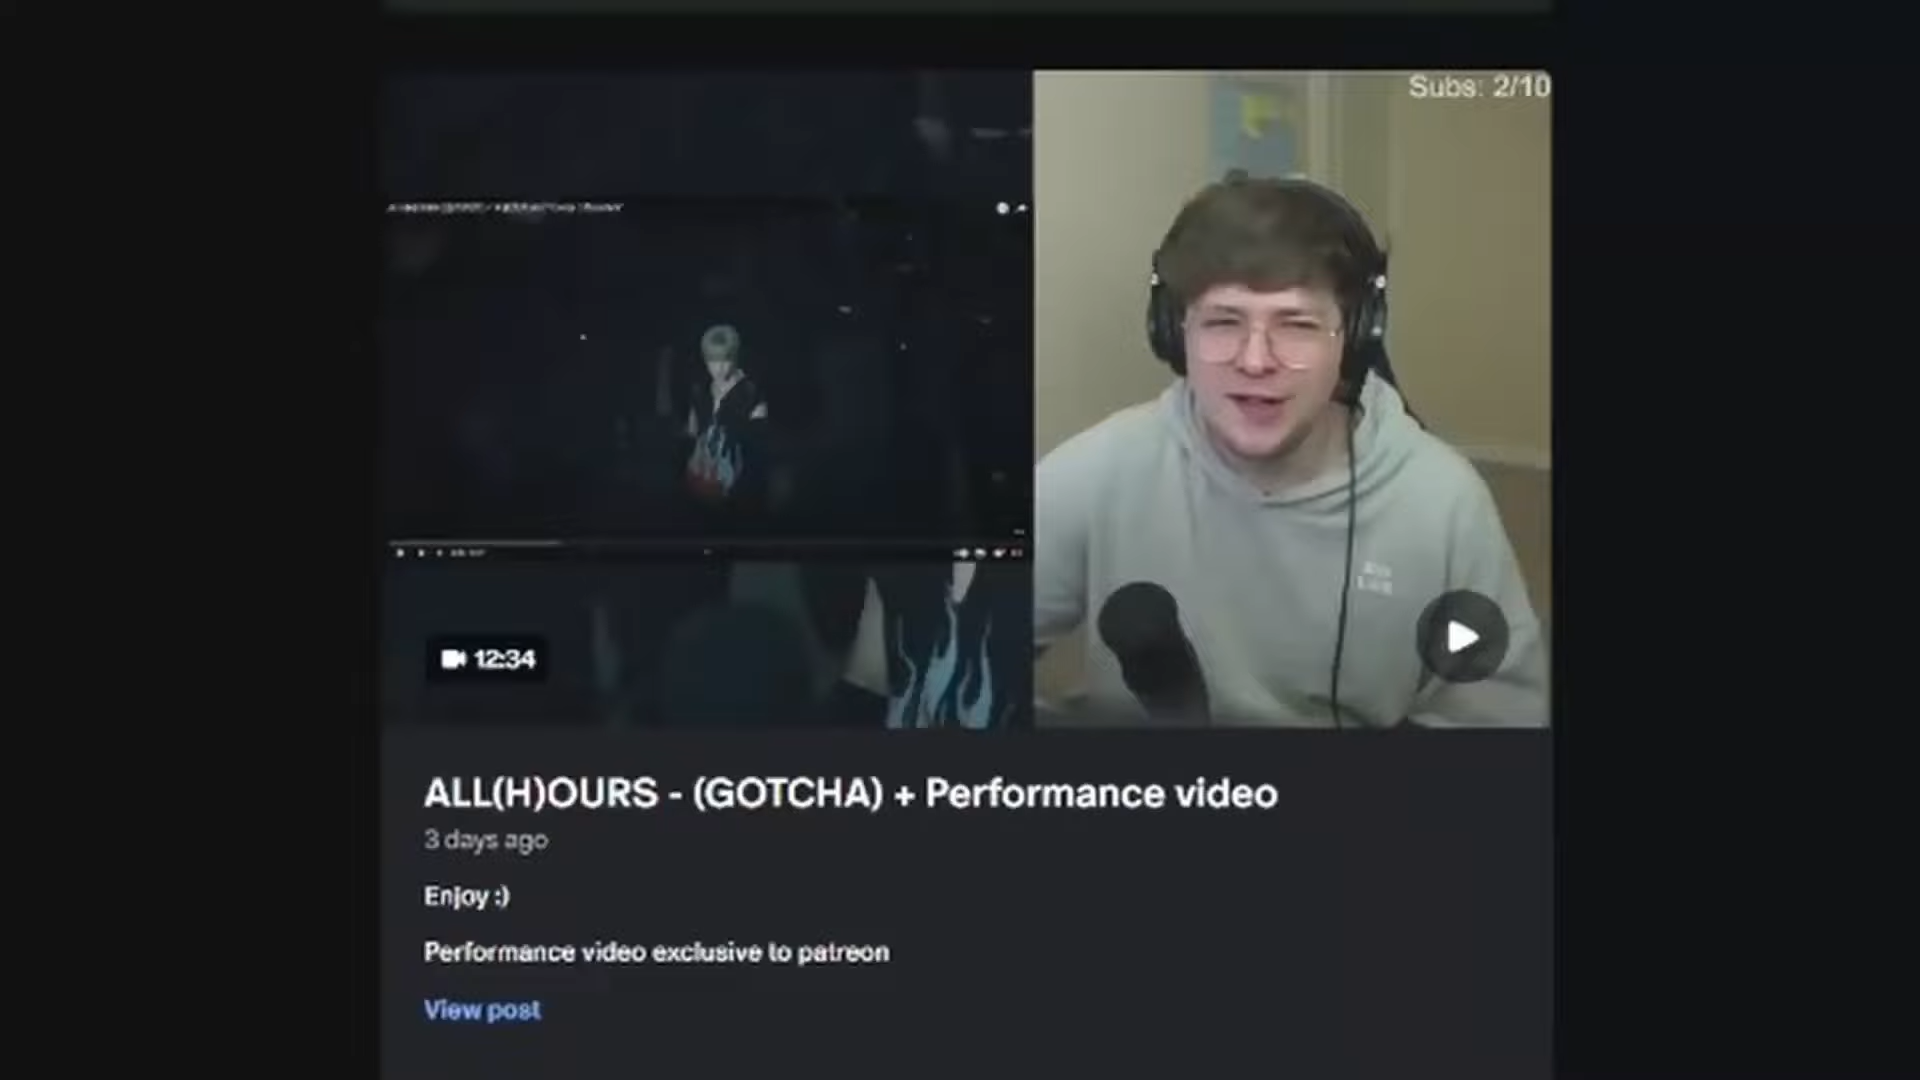 Subs: 2/10
12:34
ALL(H)OURS - (GOTCHA) + Performance video
3 days ago
Enjoy :)
Performance video exclusive to patreon
View post